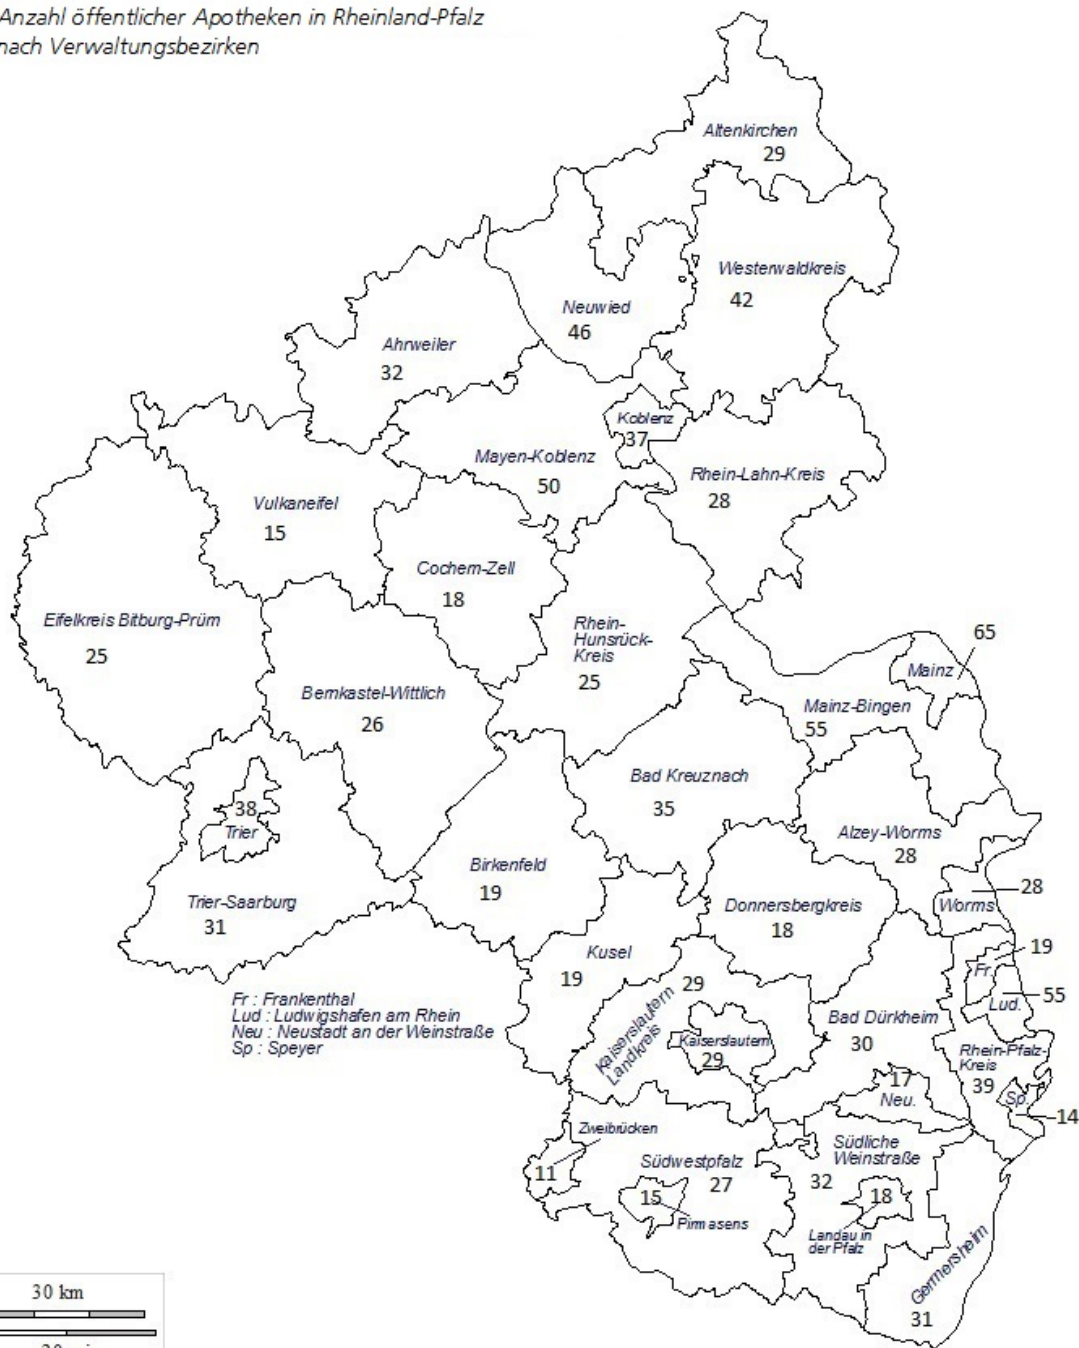 Anzahl öffentlicher Apotheken in Rheinland-Pfalz
nach Verwaltungsbezirken
Altenkirchen
29
Westerwaldkreis
42
Neuwied
46
Ahrweiler
32
Koblenz
37
Mayen-Koblenz
50
Rhein-Lahn-Kreis
28
Vulkaneifel
15
Cochem-Zell
18
Eifelkreis Bitburg-Prüm
25
Rhein-
Hunsrück-
Kreis
25
65
Mainz
Mainz-Bingen
55
Bernkastel-Wittlich
26
Bad Kreuznach
35
38
Trier
Alzey-Worms
28
Birkenfeld
19
28
Worms
Trier-Saarburg
31
Donnersbergkreis
18
Kusel
19
19
Fr.
55
Lud.
29
Kaiserslautern
Landkreis
Kaiserslautern
29
Bad Dürkheim
30
Rhein-Pfalz-
Kreis
39
Sp.
14
17
Neu.
Fr : Frankenthal
Lud : Ludwigshafen am Rhein
Neu : Neustadt an der Weinstraße
Sp : Speyer
Zweibrücken
11
Südwestpfalz
27
15
Pirmasens
Südliche
Weinstraße
32
18
Landau in
der Pfalz
Germersheim
31
30 km